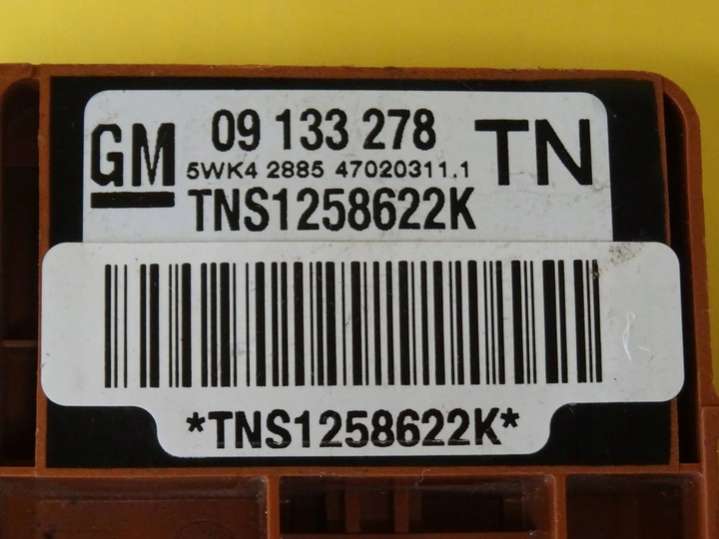 GM 09 133 278 TN
5WK4 2885 47020311.1
TNS1258622K
*TNS1258622K*